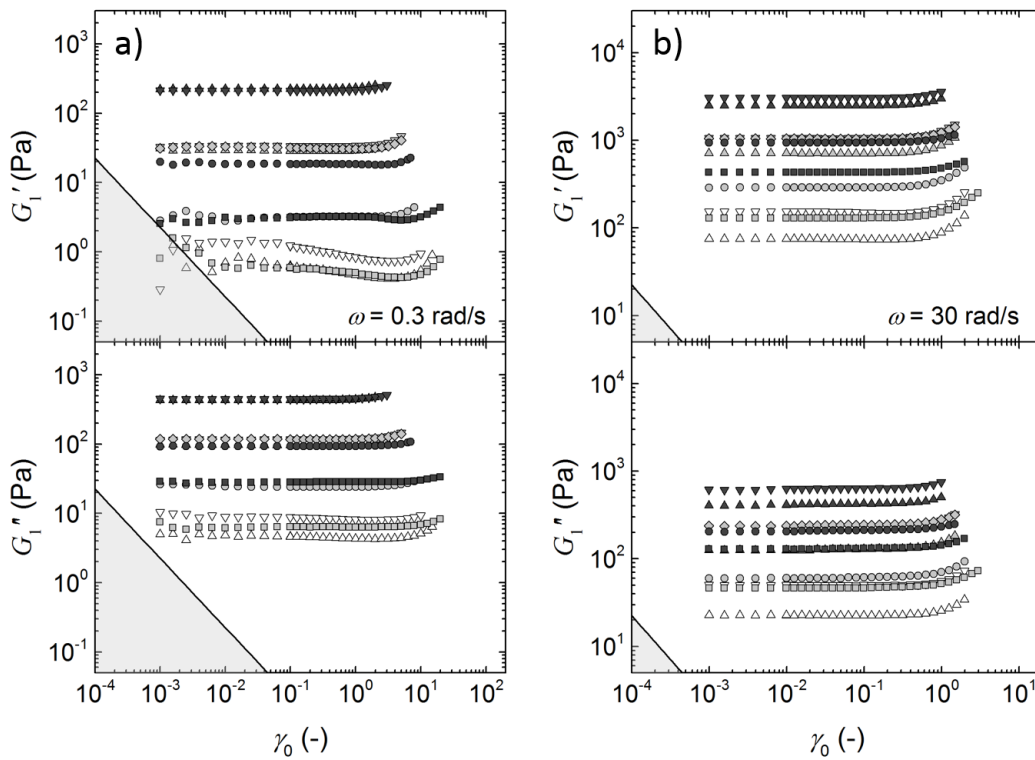 a)
b)
10³
10²
10¹
10⁰
10⁻¹
G₁′ (Pa)
ω = 0.3 rad/s
10⁴
10³
10²
10¹
G₁′ (Pa)
ω = 30 rad/s
10³
10²
10¹
10⁰
10⁻¹
G₁″ (Pa)
10⁴
10³
10²
10¹
G₁″ (Pa)
10⁻⁴ 10⁻³ 10⁻² 10⁻¹ 10⁰ 10¹ 10²
γ₀ (-)
10⁻⁴ 10⁻³ 10⁻² 10⁻¹ 10⁰ 10¹
γ₀ (-)